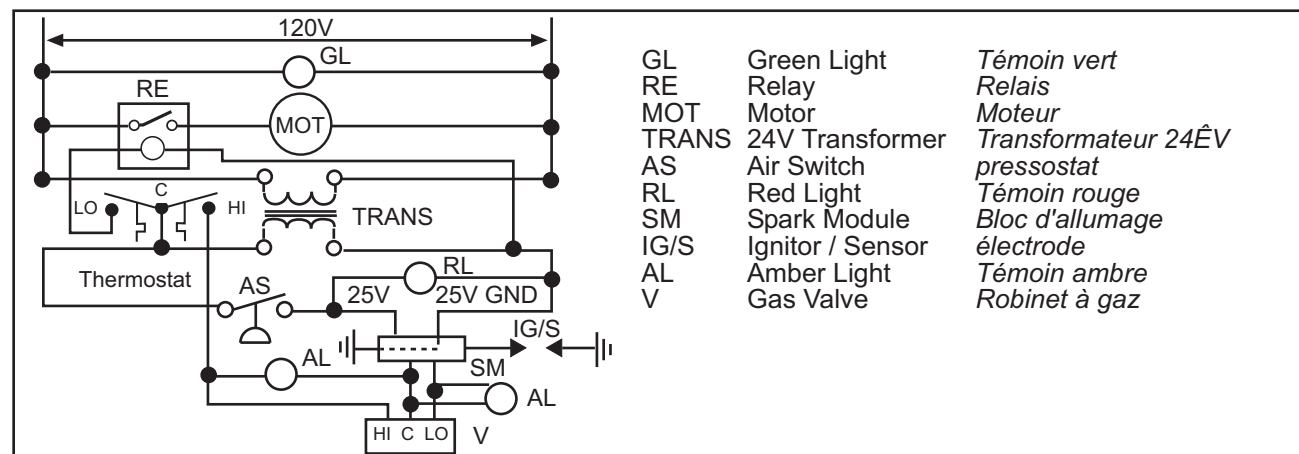 120V
GL
RE
MOT
C
LO
HI
TRANS
Thermostat
AS
RL
25V
25V GND
IG/S
AL
SM
AL
HI C LO
V
GL Green Light Témoin vert
RE Relay Relais
MOT Motor Moteur
TRANS 24V Transformer Transformateur 24ÊV
AS Air Switch pressostat
RL Red Light Témoin rouge
SM Spark Module Bloc d'allumage
IG/S Ignitor / Sensor électrode
AL Amber Light Témoin ambre
V Gas Valve Robinet à gaz